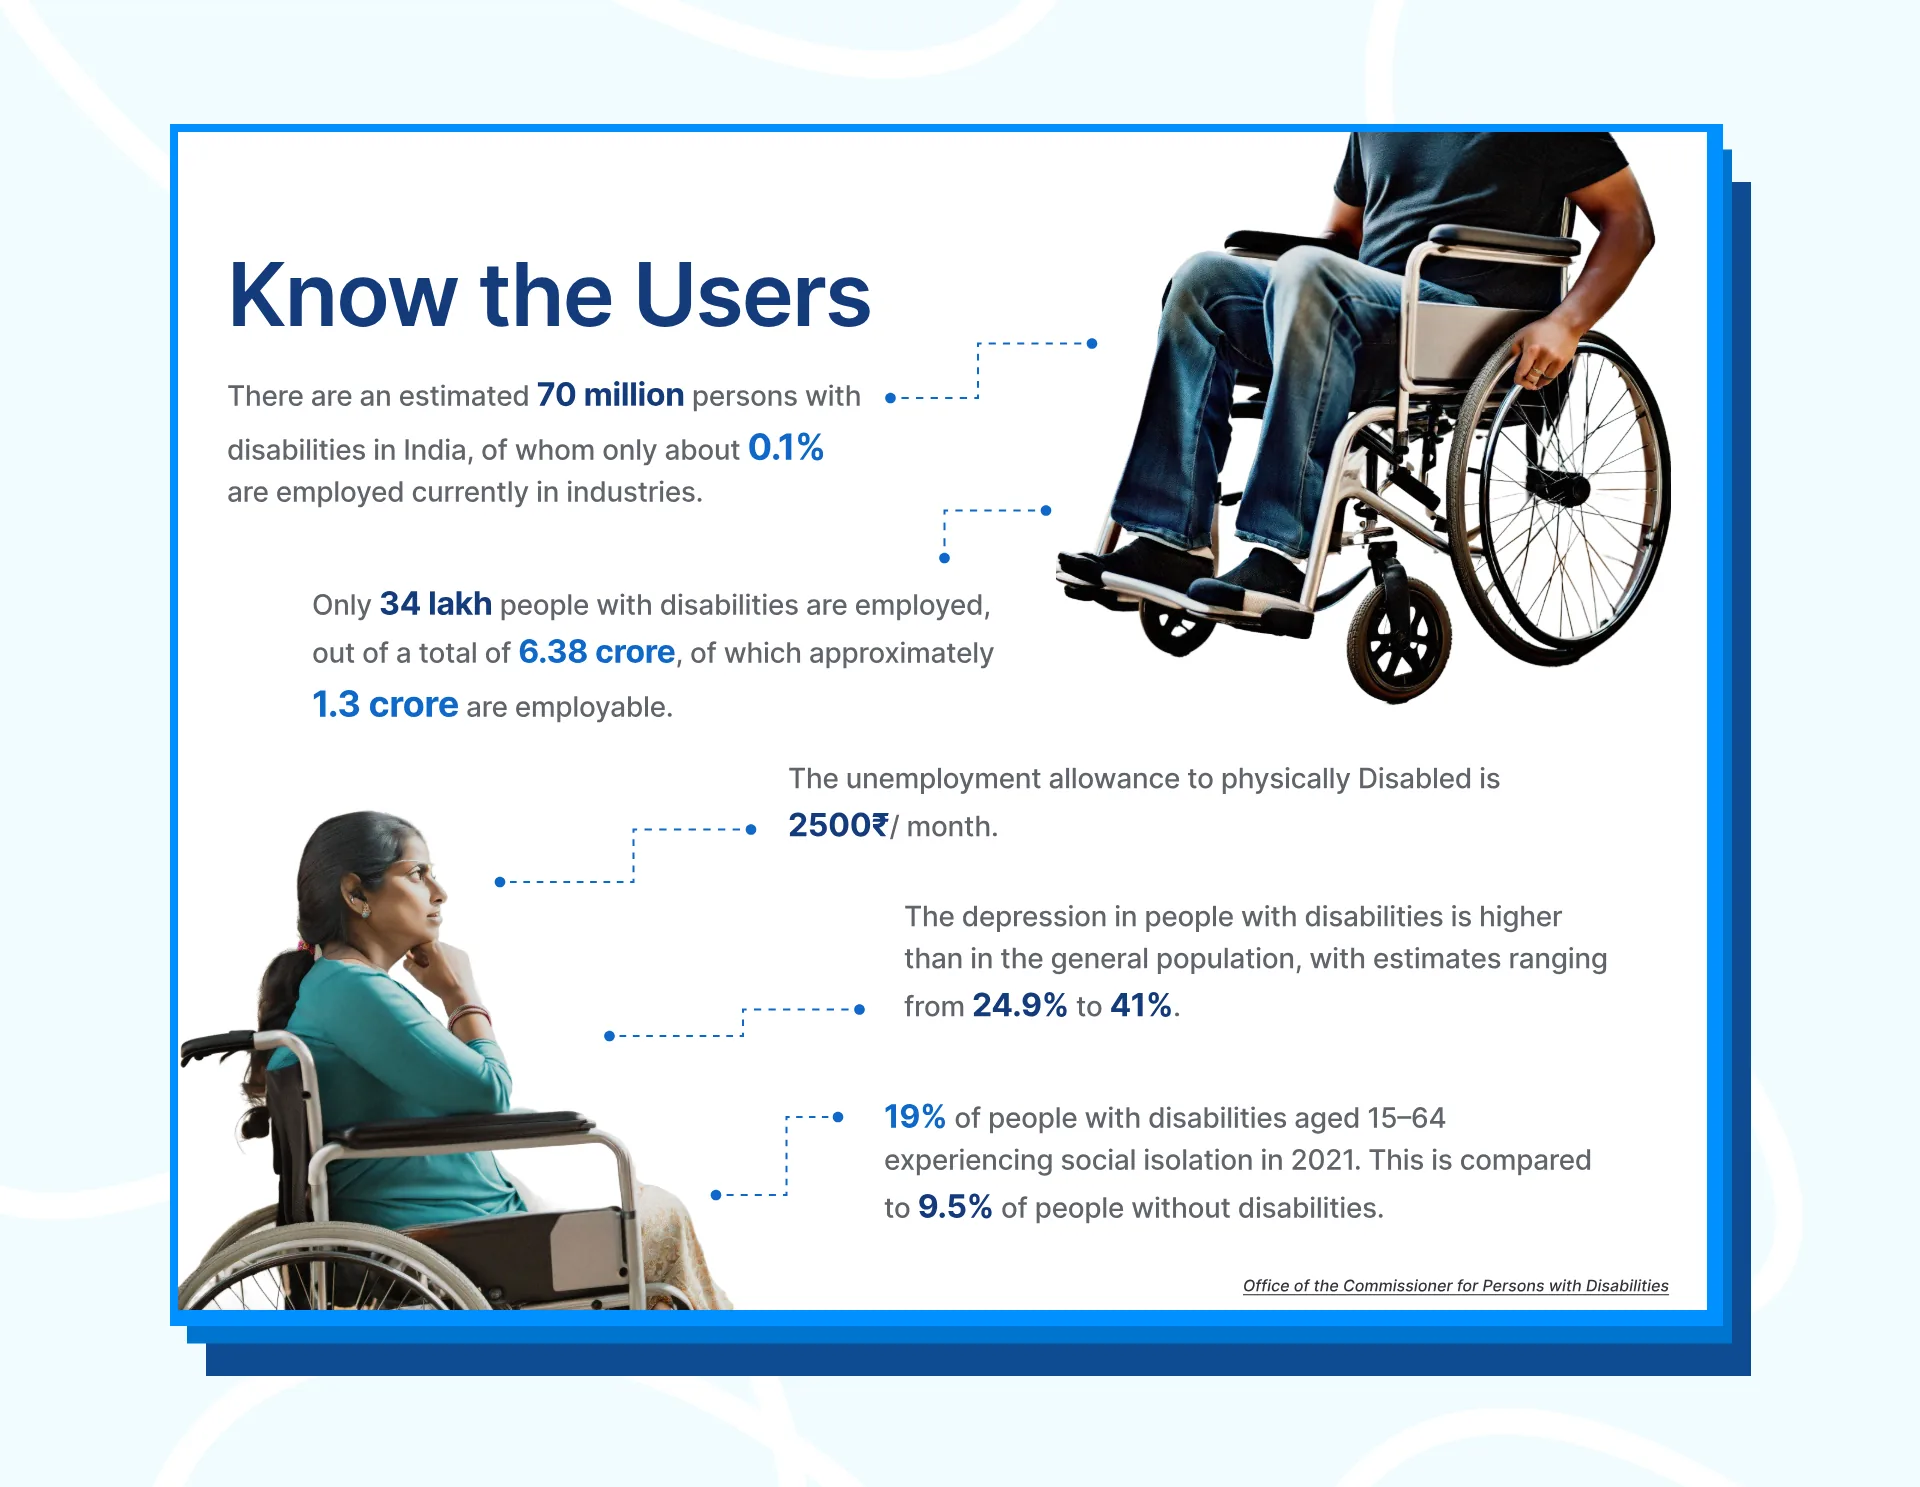 Know the Users
There are an estimated 70 million persons with
disabilities in India, of whom only about 0.1%
are employed currently in industries.
Only 34 lakh people with disabilities are employed,
out of a total of 6.38 crore, of which approximately
1.3 crore are employable.
The unemployment allowance to physically Disabled is
2500₹/ month.
The depression in people with disabilities is higher
than in the general population, with estimates ranging
from 24.9% to 41%.
19% of people with disabilities aged 15–64
experiencing social isolation in 2021. This is compared
to 9.5% of people without disabilities.
Office of the Commissioner for Persons with Disabilities